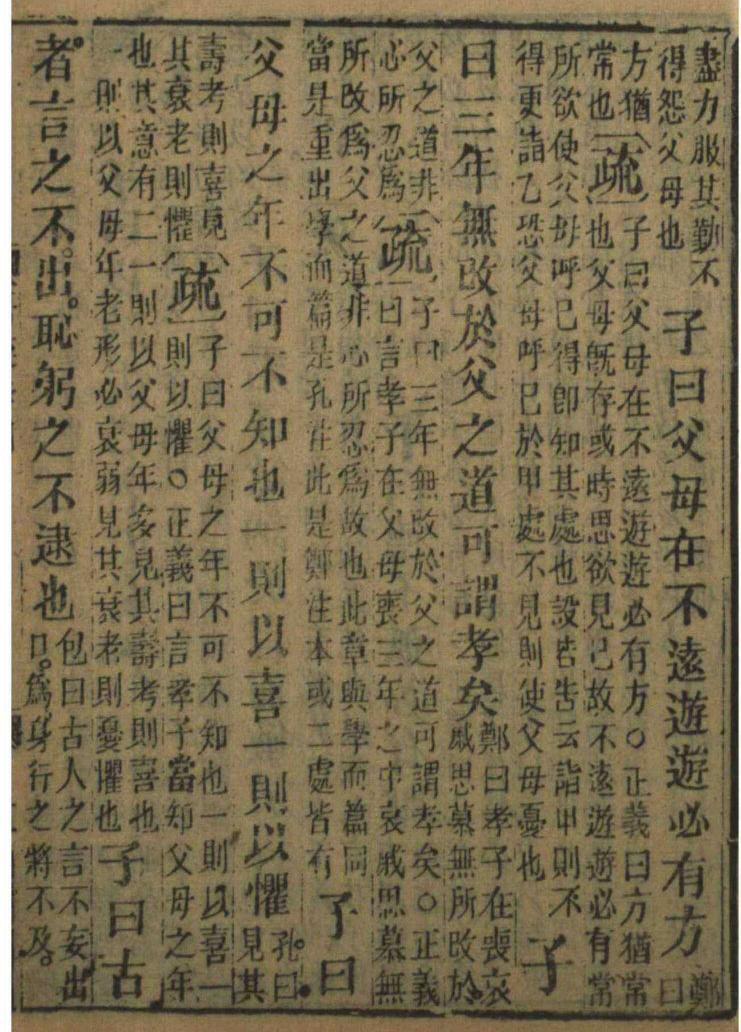 盡力服其勤不
得怨父母也
子曰父母在不遠遊遊必有方
鄭曰
方猶常也
疏
子曰父母在不遠遊遊必有方○正義曰方猶常
也父母既存或時思欲見己故不遠遊遊必有常
所欲使父母呼己得即知其處也設若告云詣甲則不
得更詣乙恐父母呼己於甲處不見則使父母憂也
子
曰三年無改於父之道可謂孝矣
鄭曰孝子在喪哀
戚思慕無所改於
父之道非
心所忍為
疏
子曰三年無改於父之道可謂孝矣○正義
曰言孝子在父母喪三年之中哀戚思慕無
所改為父之道非心所忍為故也此章與學而篇同
當是重出學而篇是孔注此是鄭注本或二處皆有
子曰
父母之年不可不知也一則以喜一則以懼
孔曰
見其
壽考則喜見
其衰老則懼
疏
子曰父母之年不可不知也一則以喜一
則以懼○正義曰言孝子當知父母之年
也其意有二一則以父母年多見其壽考則喜也
一則以父母年老形必衰弱見其衰老則憂懼也
子曰古
者言之不出恥躬之不逮也
包曰古人之言不妄出
口為身行之將不及